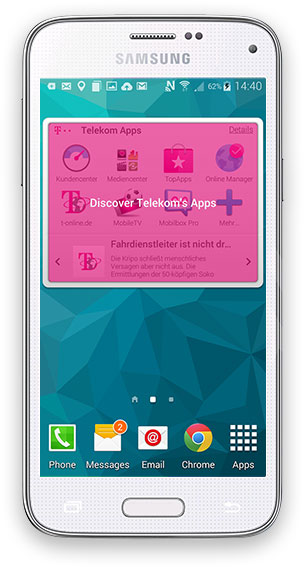 SAMSUNG
62% 14:40
Telekom Apps Details
Kundencenter Mediencenter TopApps Online Manager
Discover Telekom's Apps
t-online.de MobileTV Mobilbox Pro Mehr...
Fahrdienstleiter ist nicht dr...
Die Kripo schließt menschliches
Versagen aber nicht aus. Die
Ermittlungen der 50-köpfigen Soko
2
Phone Messages Email Chrome Apps